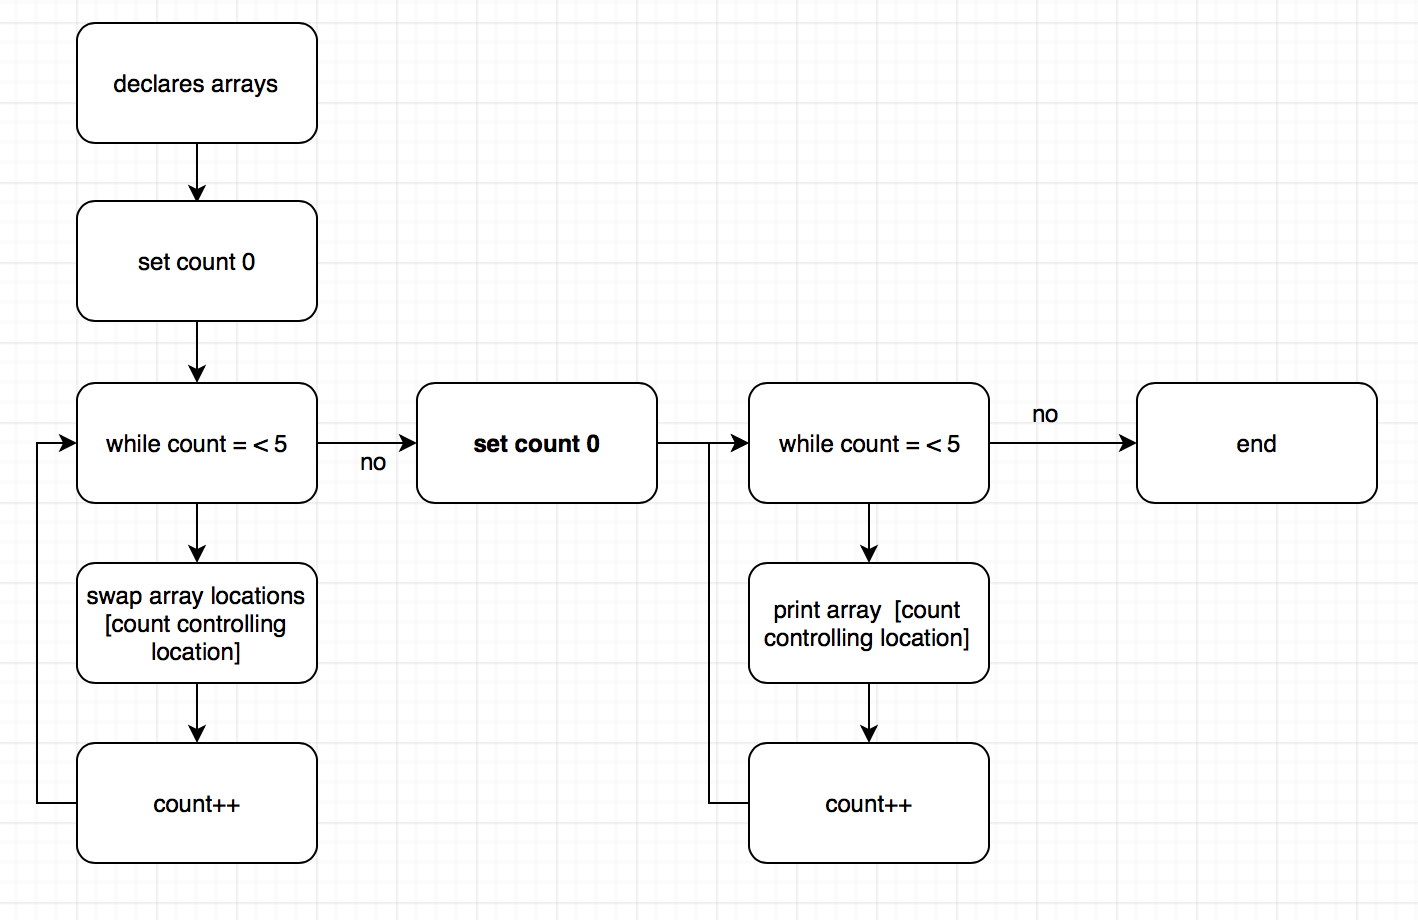 declares arrays
set count 0
while count = < 5
no
swap array locations
[count controlling
location]
count++
set count 0
while count = < 5
no
print array  [count
controlling location]
count++
end